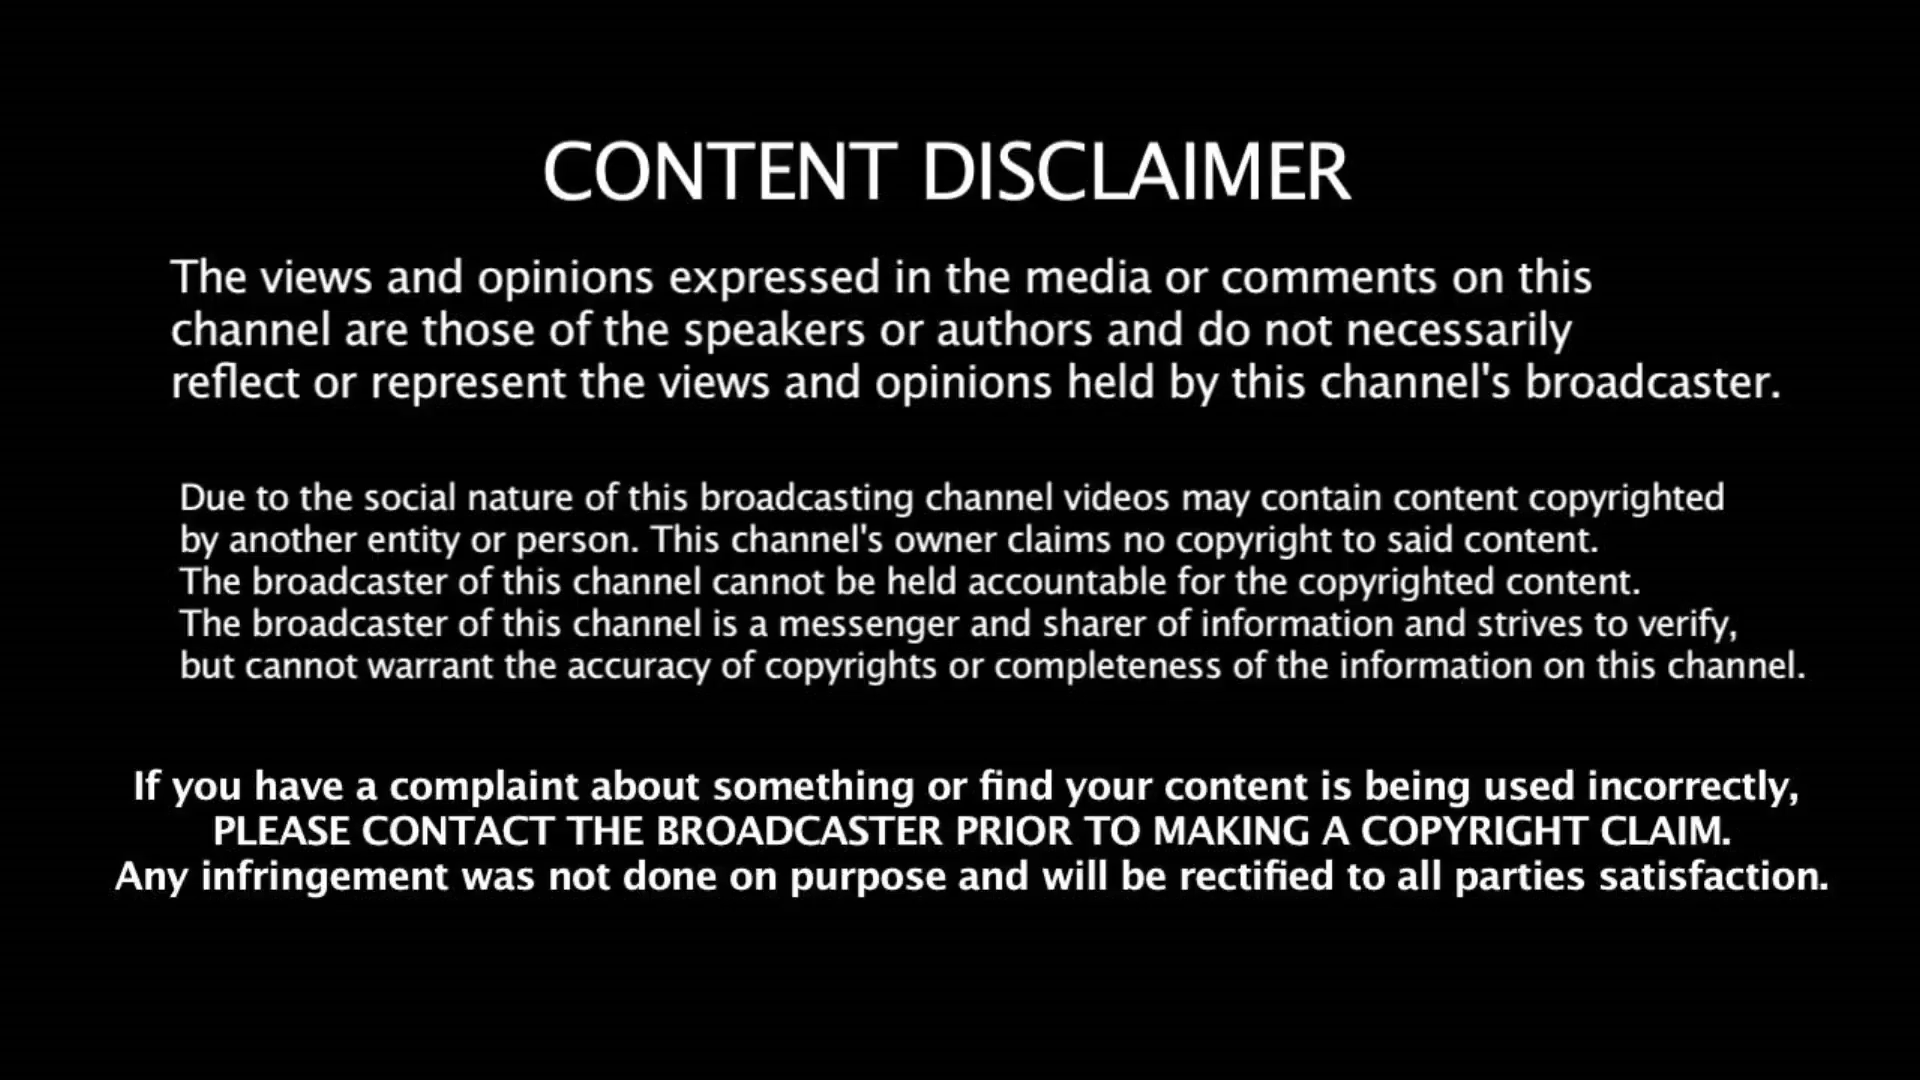 CONTENT DISCLAIMER
The views and opinions expressed in the media or comments on this
channel are those of the speakers or authors and do not necessarily
reflect or represent the views and opinions held by this channel's broadcaster.
Due to the social nature of this broadcasting channel videos may contain content copyrighted
by another entity or person. This channel's owner claims no copyright to said content.
The broadcaster of this channel cannot be held accountable for the copyrighted content.
The broadcaster of this channel is a messenger and sharer of information and strives to verify,
but cannot warrant the accuracy of copyrights or completeness of the information on this channel.
If you have a complaint about something or find your content is being used incorrectly,
PLEASE CONTACT THE BROADCASTER PRIOR TO MAKING A COPYRIGHT CLAIM.
Any infringement was not done on purpose and will be rectified to all parties satisfaction.